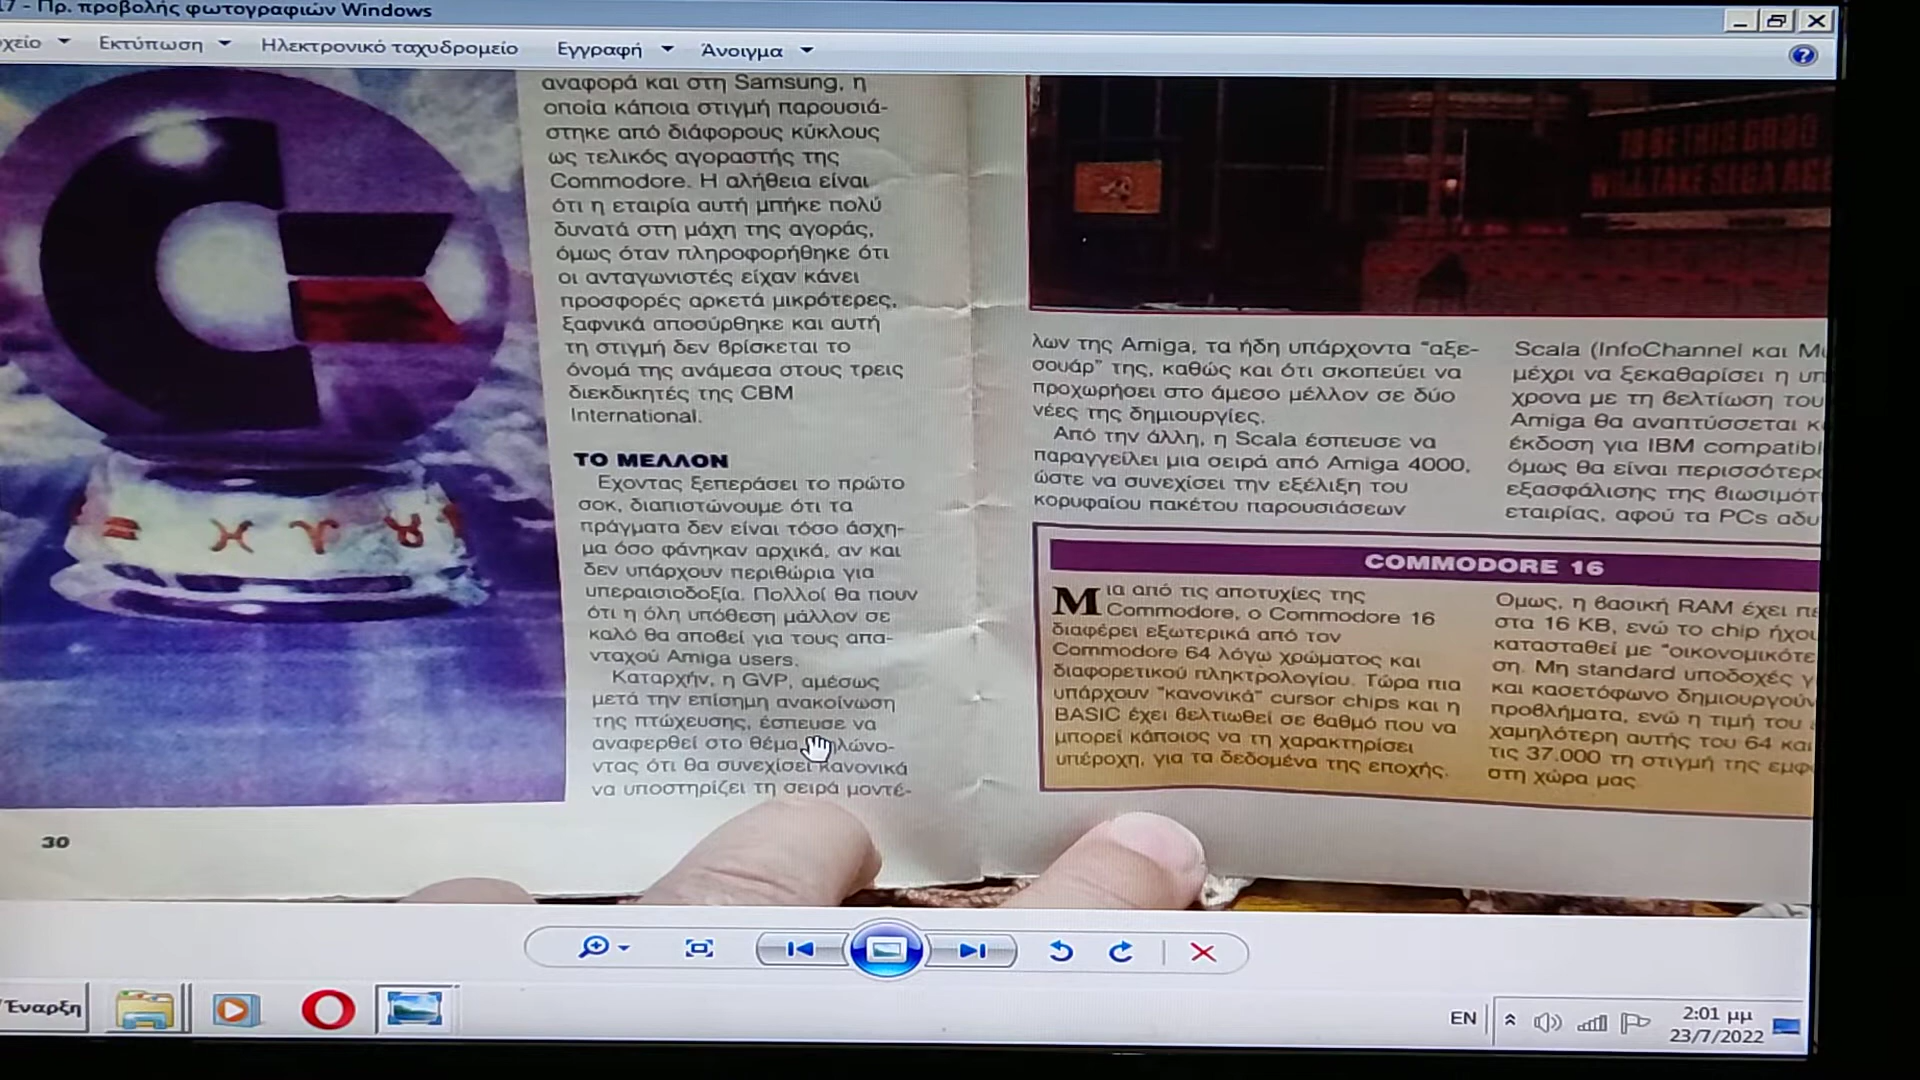 17 - Πρ. προβολής φωτογραφιών Windows
Εκτύπωση
Ηλεκτρονικό ταχυδρομείο
Εγγραφή
Άνοιγμα
αναφορά και στη Samsung, η
οποία κάποια στιγμή παρουσιά-
στηκε από διάφορους κύκλους
ως τελικός αγοραστής της
Commodore. Η αλήθεια είναι
ότι η εταιρία αυτή μπήκε πολύ
δυνατά στη μάχη της αγοράς,
όμως όταν πληροφορήθηκε ότι
οι ανταγωνιστές είχαν κάνει
προσφορές αρκετά μικρότερες,
ξαφνικά αποσύρθηκε και αυτή
τη στιγμή δεν βρίσκεται το
όνομά της ανάμεσα στους τρεις
διεκδικητές της CBM
International.
ΤΟ ΜΕΛΛΟΝ
Εχοντας ξεπεράσει το πρώτο
σοκ, διαπιστώνουμε ότι τα
πράγματα δεν είναι τόσο άσχη-
μα όσο φάνηκαν αρχικά, αν και
δεν υπάρχουν περιθώρια για
υπεραισιοδοξία. Πολλοί θα πουν
ότι η όλη υπόθεση μάλλον σε
καλό θα αποβεί για τους απα-
νταχού Amiga users.
Καταρχήν, η GVP, αμέσως
μετά την επίσημη ανακοίνωση
της πτώχευσης, έσπευσε να
αναφερθεί στο θέμα
ντας ότι θα συνεχίσει κανονικά
να υποστηρίζει τη σειρά μοντέ-
30
TO BE THIS GOOD
WILL TAKE SEGA AGE
λων της Amiga, τα ήδη υπάρχοντα "αξε-
σουάρ" της, καθώς και ότι σκοπεύει να
προχωρήσει στο άμεσο μέλλον σε δύο
νέες της δημιουργίες.
Από την άλλη, η Scala έσπευσε να
παραγγείλει μια σειρά από Amiga 4000,
ώστε να συνεχίσει την εξέλιξη του
κορυφαίου πακέτου παρουσιάσεων
Scala (InfoChannel και
μέχρι να ξεκαθαρίσει η
χρονα με τη βελτίωση του
Amiga θα αναπτύσσεται
έκδοση για IBM
όμως θα είναι
εξασφάλισης της
εταιρίας, αφού τα PCs
COMMODORE 16
Μια από τις αποτυχίες της
Commodore, ο Commodore 16
διαφέρει εξωτερικά από τον
Commodore 64 λόγω χρώματος και
διαφορετικού πληκτρολογίου. Τώρα πια
υπάρχουν "κανονικά" cursor chips και η
BASIC έχει βελτιωθεί σε βαθμό που να
μπορεί κάποιος να τη χαρακτηρίσει
υπέροχη, για τα δεδομένα της εποχής.
Ομως, η βασική RAM έχει
στα 16 KB, ενώ το chip
κατασταθεί με
ση. Μη standard υποδοχές
και κασετόφωνο
προβλήματα, ενώ η τιμή του
χαμηλότερη αυτής του 64 και
τις 37.000 τη στιγμή της
στη χώρα μας.
Έναρξη
EN
2:01 μμ
23/7/2022